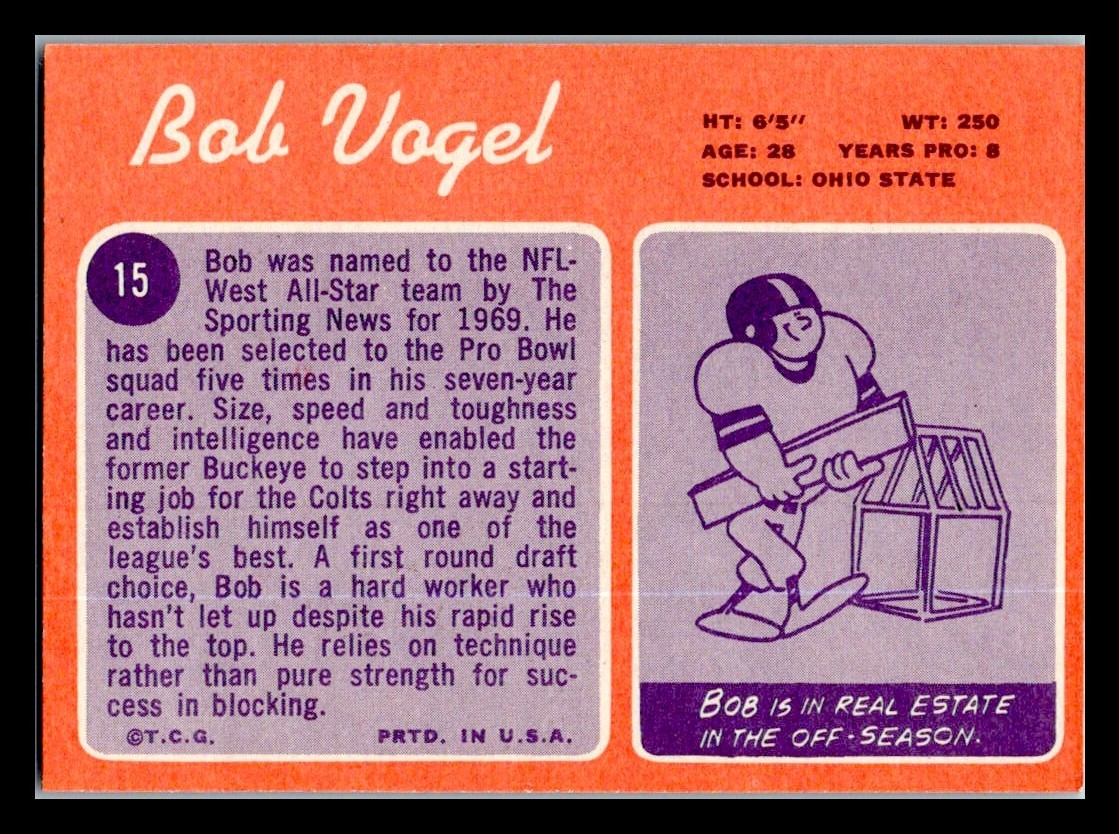 Bob Vogel
HT: 6'5" WT: 250
AGE: 28 YEARS PRO: 8
SCHOOL: OHIO STATE
15
Bob was named to the NFL-
West All-Star team by The
Sporting News for 1969. He
has been selected to the Pro Bowl
squad five times in his seven-year
career. Size, speed and toughness
and intelligence have enabled the
former Buckeye to step into a start-
ing job for the Colts right away and
establish himself as one of the
league's best. A first round draft
choice, Bob is a hard worker who
hasn't let up despite his rapid rise
to the top. He relies on technique
rather than pure strength for suc-
cess in blocking.
©T.C.G. PRTD. IN U.S.A.
BOB IS IN REAL ESTATE
IN THE OFF-SEASON.